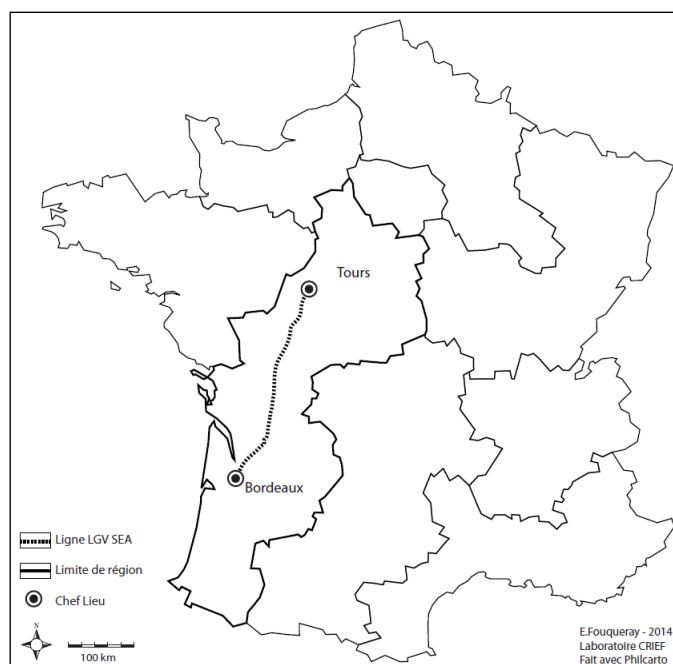 Tours
Bordeaux
Ligne LGV SEA
Limite de région
Chef Lieu
N
100 km
E.Fouqueray - 2014
Laboratoire CRIEF
Fait avec Philcarto